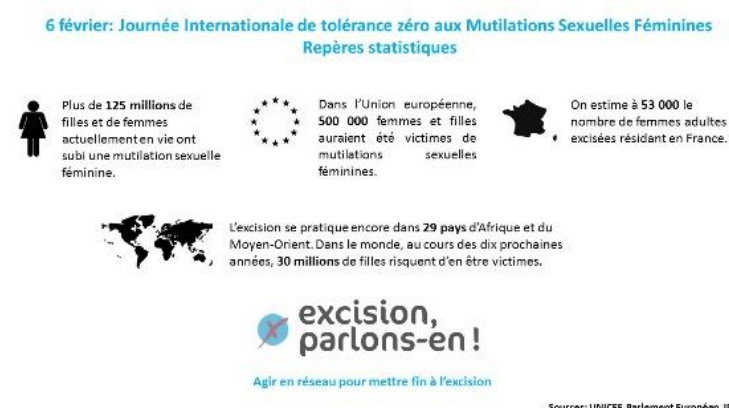 6 février: Journée Internationale de tolérance zéro aux Mutilations Sexuelles Féminines
Repères statistiques
Plus de 125 millions de
filles et de femmes
actuellement en vie ont
subi une mutilation sexuelle
féminine.
Dans l'Union européenne,
500 000 femmes et filles
auraient été victimes de
mutilations sexuelles
féminines.
On estime à 53 000 le
nombre de femmes adultes
excisées résidant en France.
L'excision se pratique encore dans 29 pays d'Afrique et du
Moyen-Orient. Dans le monde, au cours des dix prochaines
années, 30 millions de filles risquent d'en être victimes.
excision,
parlons-en !
Agir en réseau pour mettre fin à l'excision
Sources: UNICEF, Parlement Européen,